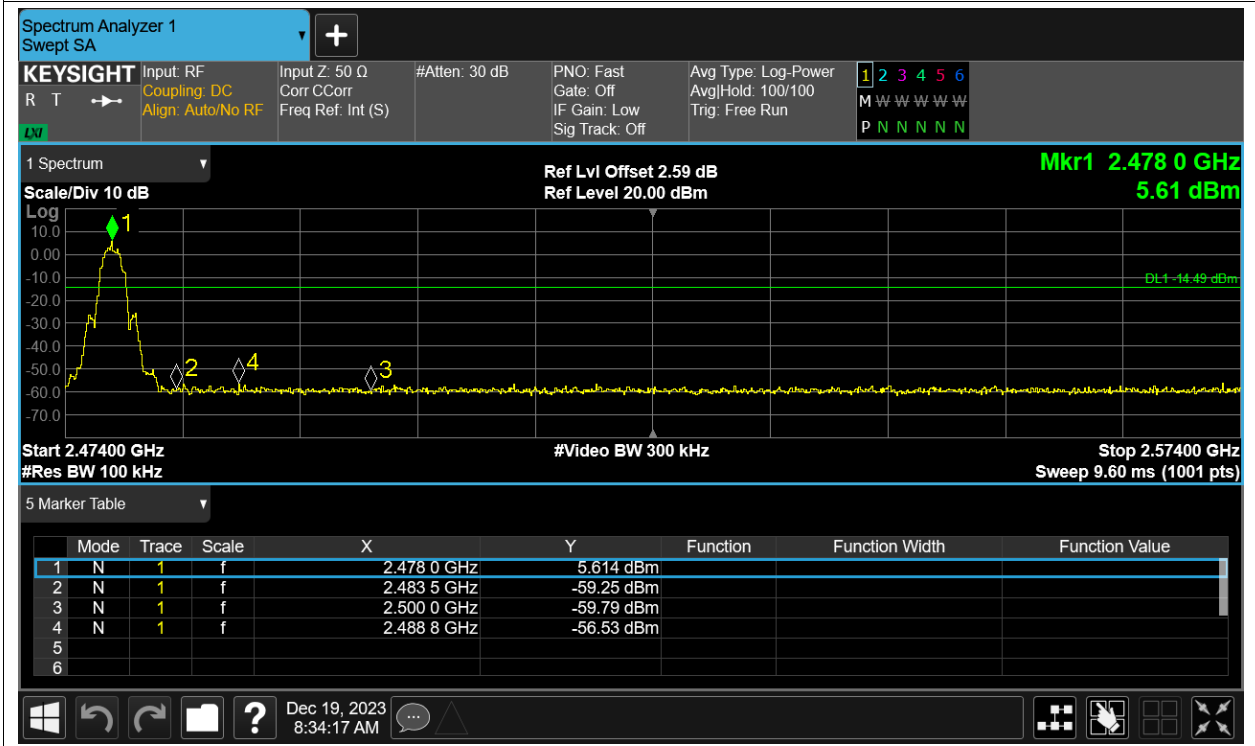 Spectrum Analyzer 1
Swept SA
KEYSIGHT Input: RF Input Z: 50 Ω #Atten: 30 dB PNO: Fast Avg Type: Log-Power 1 2 3 4 5 6
R T Coupling: DC Corr CCorr Gate: Off Avg|Hold: 100/100 M W W W W W
Align: Auto/No RF Freq Ref: Int (S) IF Gain: Low Trig: Free Run
LXI Sig Track: Off P N N N N N
1 Spectrum Ref Lvl Offset 2.59 dB Mkr1 2.478 0 GHz
Scale/Div 10 dB Ref Level 20.00 dBm 5.61 dBm
Log
1
10.0
0.00
-10.0 DL1 -14.49 dBm
-20.0
-30.0
-40.0
2 4 3
-50.0
-60.0
-70.0
Start 2.47400 GHz #Video BW 300 kHz Stop 2.57400 GHz
#Res BW 100 kHz Sweep 9.60 ms (1001 pts)
5 Marker Table
Mode Trace Scale X Y Function Function Width Function Value
1 N 1 f 2.478 0 GHz 5.614 dBm
2 N 1 f 2.483 5 GHz -59.25 dBm
3 N 1 f 2.500 0 GHz -59.79 dBm
4 N 1 f 2.488 8 GHz -56.53 dBm
5
6
? Dec 19, 2023
8:34:17 AM